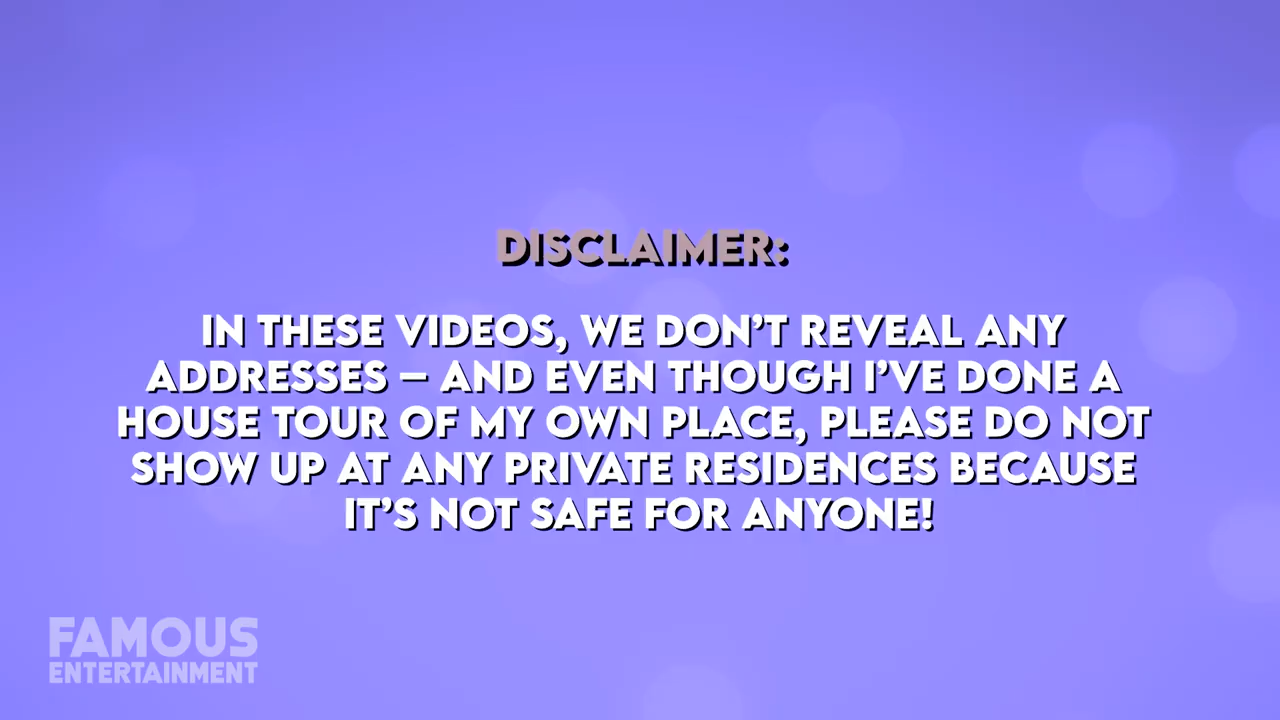 DISCLAIMER:
IN THESE VIDEOS, WE DON'T REVEAL ANY
ADDRESSES – AND EVEN THOUGH I'VE DONE A
HOUSE TOUR OF MY OWN PLACE, PLEASE DO NOT
SHOW UP AT ANY PRIVATE RESIDENCES BECAUSE
IT'S NOT SAFE FOR ANYONE!
FAMOUS
ENTERTAINMENT